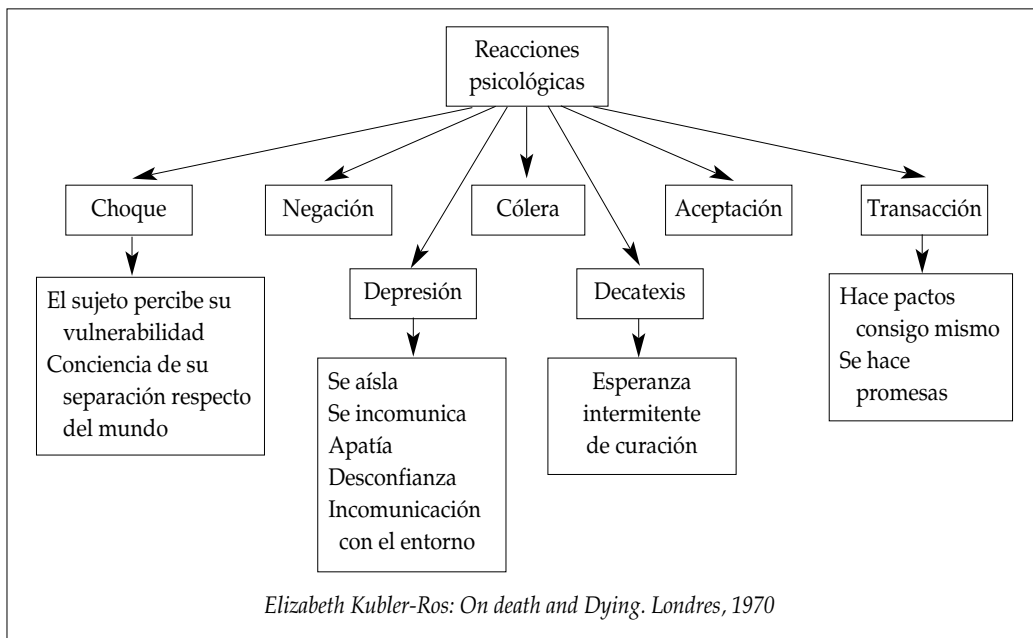 Reacciones
psicológicas
Choque
Negación
Cólera
Aceptación
Transacción
El sujeto percibe su
vulnerabilidad
Conciencia de su
separación respecto
del mundo
Depresión
Se aísla
Se incomunica
Apatía
Desconfianza
Incomunicación
con el entorno
Decatexis
Esperanza
intermitente
de curación
Hace pactos
consigo mismo
Se hace
promesas
Elizabeth Kubler-Ros: On death and Dying. Londres, 1970